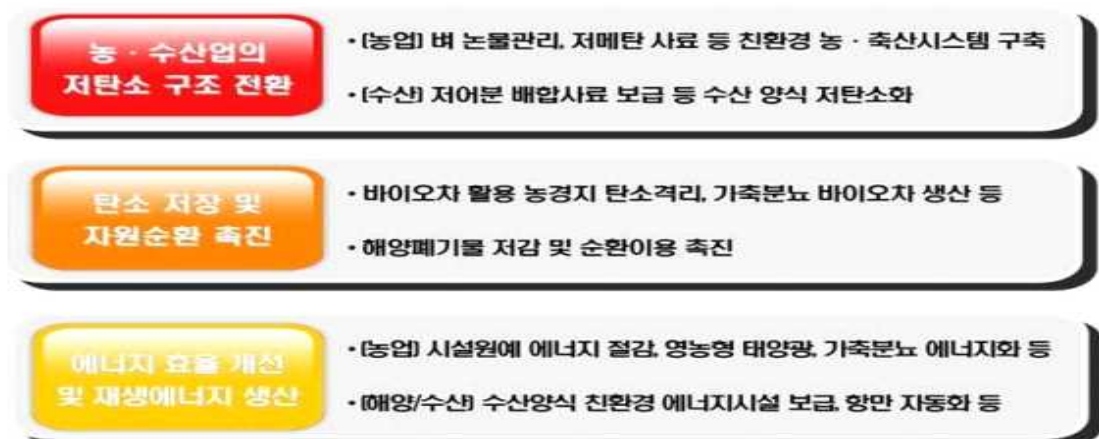 농 · 수산업의
저탄소 구조 전환
• (농업) 벼 논물관리, 저메탄 사료 등 친환경 농 · 축산시스템 구축
• (수산) 저어분 배합사료 보급 등 수산 양식 저탄소화
탄소 저장 및
자원순환 촉진
• 바이오차 활용 농경지 탄소격리, 가축분뇨 바이오차 생산 등
• 해양폐기물 저감 및 순환이용 촉진
에너지 효율 개선
및 재생에너지 생산
• (농업) 시설원예 에너지 절감, 영농형 태양광, 가축분뇨 에너지화 등
• (해양/수산) 수산양식 친환경 에너지시설 보급, 항만 자동화 등